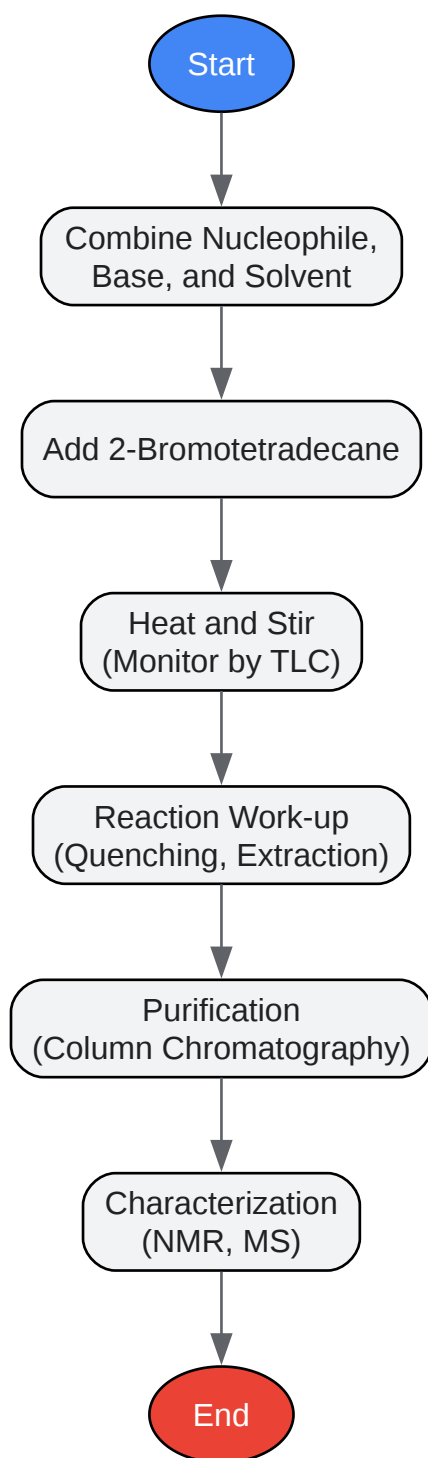 Start
Combine Nucleophile,
Base, and Solvent
Add 2-Bromotetradecane
Heat and Stir
(Monitor by TLC)
Reaction Work-up
(Quenching, Extraction)
Purification
(Column Chromatography)
Characterization
(NMR, MS)
End